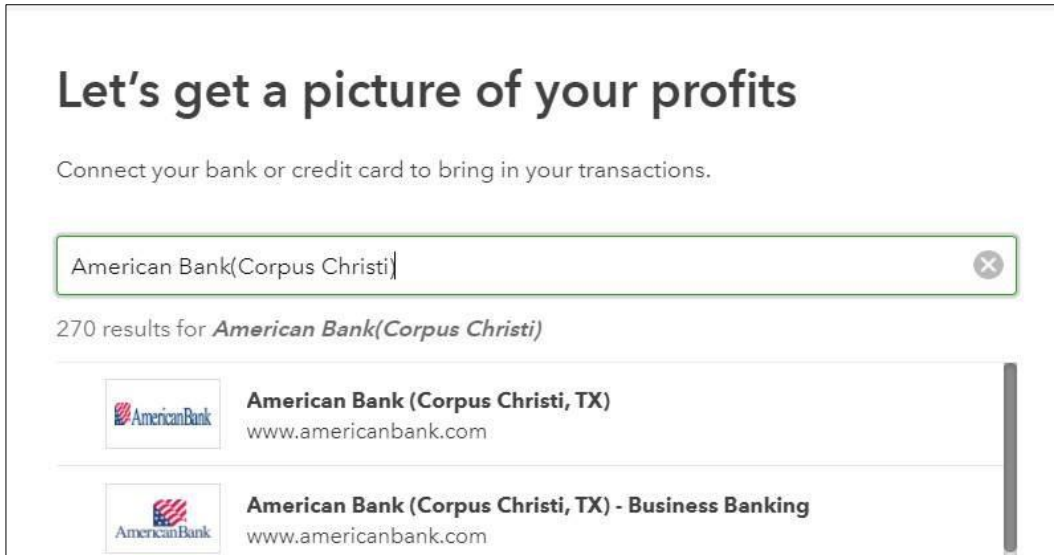 Let's get a picture of your profits
Connect your bank or credit card to bring in your transactions.
American Bank(Corpus Christi)
270 results for American Bank(Corpus Christi)
AmericanBank
American Bank (Corpus Christi, TX)
www.americanbank.com
AmericanBank
American Bank (Corpus Christi, TX) - Business Banking
www.americanbank.com